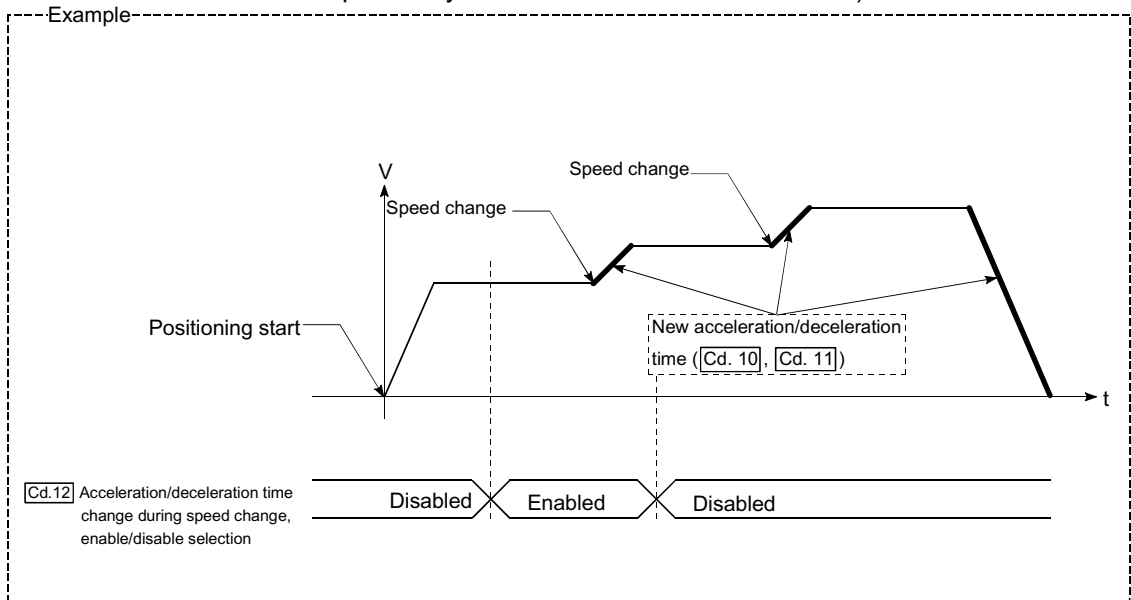 Example
V
Speed change
Speed change
Positioning start
New acceleration/deceleration
time (Cd. 10, Cd. 11)
t
Cd.12 Acceleration/deceleration time
change during speed change,
enable/disable selection
Disabled
Enabled
Disabled